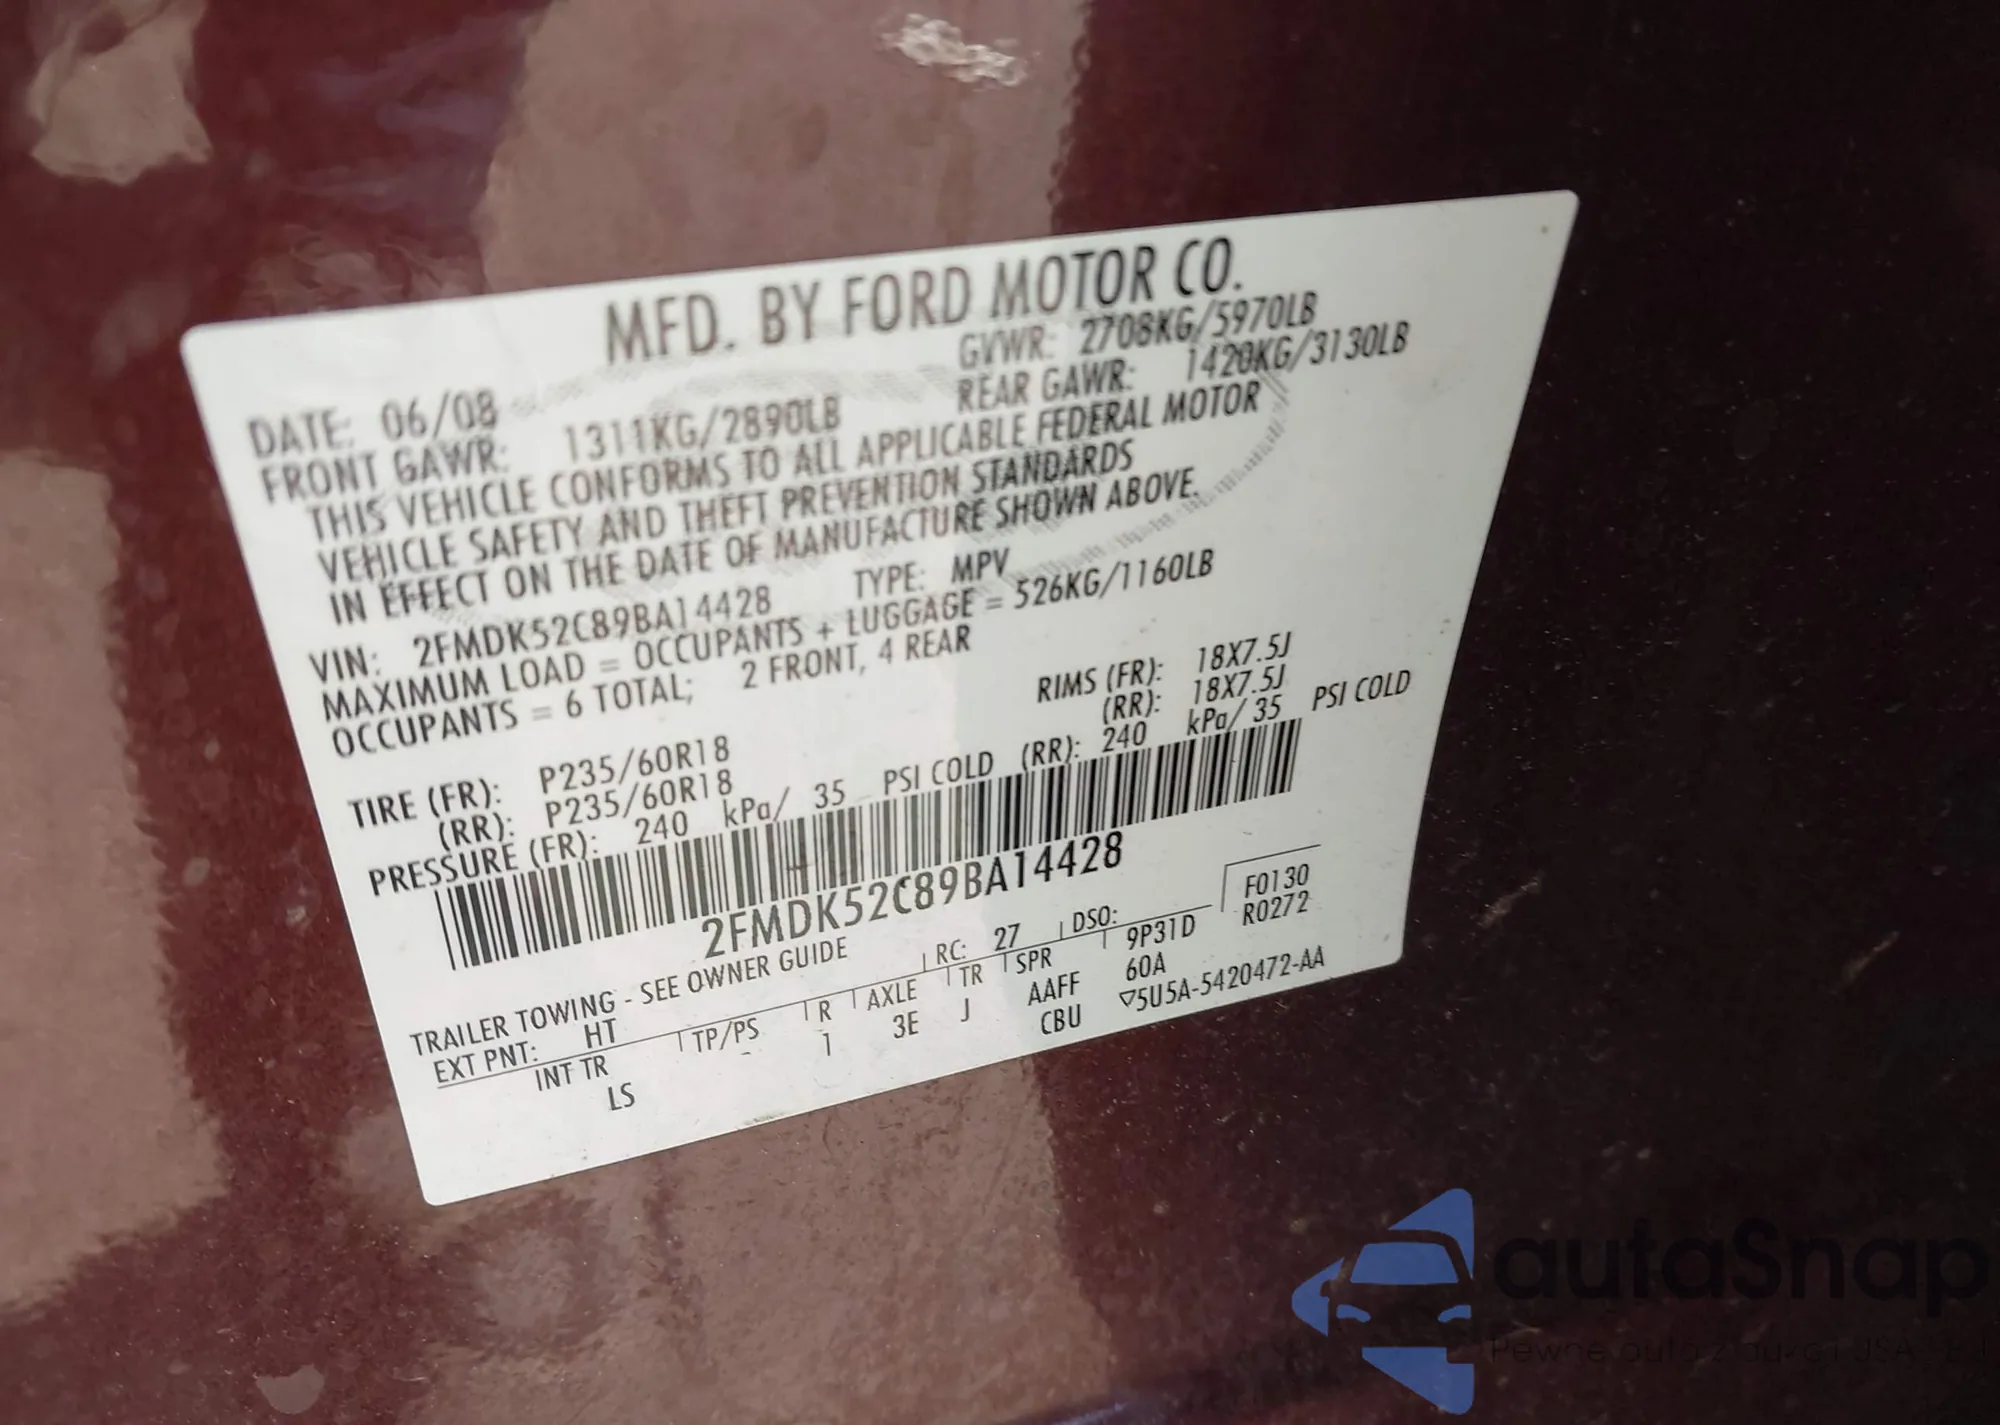 MFD. BY FORD MOTOR CO.
DATE: 06/08 GVWR: 2708KG/5970LB
FRONT GAWR: 1311KG/2890LB REAR GAWR: 1420KG/3130LB
THIS VEHICLE CONFORMS TO ALL APPLICABLE FEDERAL MOTOR
VEHICLE SAFETY AND THEFT PREVENTION STANDARDS
IN EFFECT ON THE DATE OF MANUFACTURE SHOWN ABOVE.
VIN: 2FMDK52C89BA14428 TYPE: MPV
MAXIMUM LOAD = OCCUPANTS + LUGGAGE = 526KG/1160LB
OCCUPANTS = 6 TOTAL; 2 FRONT, 4 REAR
TIRE (FR): P235/60R18 RIMS (FR): 18X7.5J
(RR): P235/60R18 (RR): 18X7.5J
PRESSURE (FR): 240 kPa/ 35 PSI COLD (RR): 240 kPa/ 35 PSI COLD
2FMDK52C89BA14428
TRAILER TOWING - SEE OWNER GUIDE
F0130
EXT PNT: HT RC: 27 DSO: 9P31D R0272
INT TR TP/PS R AXLE TR SPR 60A
LS 1 3E J AAFF
CBU ▽5U5A-5420472-AA
autaSnap
Pewne auto z aukcji USA